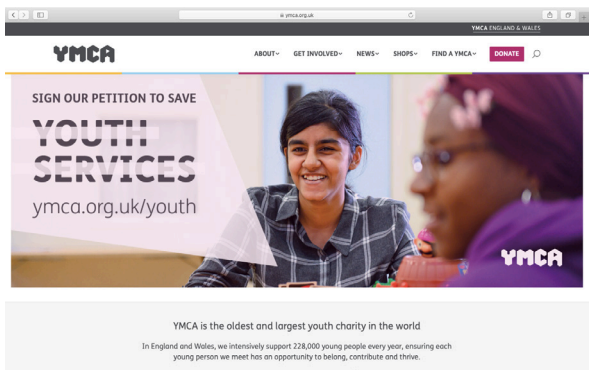 ymca.org.uk
YMCA ENGLAND & WALES
YMCA
ABOUT
GET INVOLVED
NEWS
SHOPS
FIND A YMCA
DONATE
SIGN OUR PETITION TO SAVE
YOUTH
SERVICES
ymca.org.uk/youth
YMCA
YMCA is the oldest and largest youth charity in the world
In England and Wales, we intensively support 228,000 young people every year, ensuring each
young person we meet has an opportunity to belong, contribute and thrive.